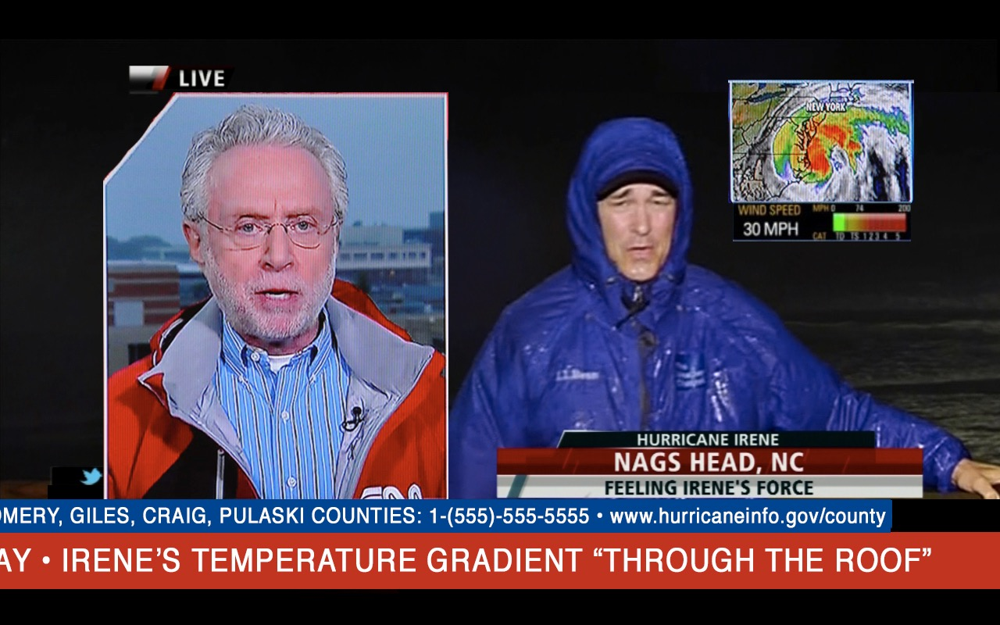 LIVE
NEW YORK
WIND SPEED
MPH 0 74 200
30 MPH
CAT TD TS 1 2 3 4 5
HURRICANE IRENE
NAGS HEAD, NC
FEELING IRENE'S FORCE
OMERY, GILES, CRAIG, PULASKI COUNTIES: 1-(555)-555-5555 • www.hurricaneinfo.gov/county
AY • IRENE’S TEMPERATURE GRADIENT “THROUGH THE ROOF”